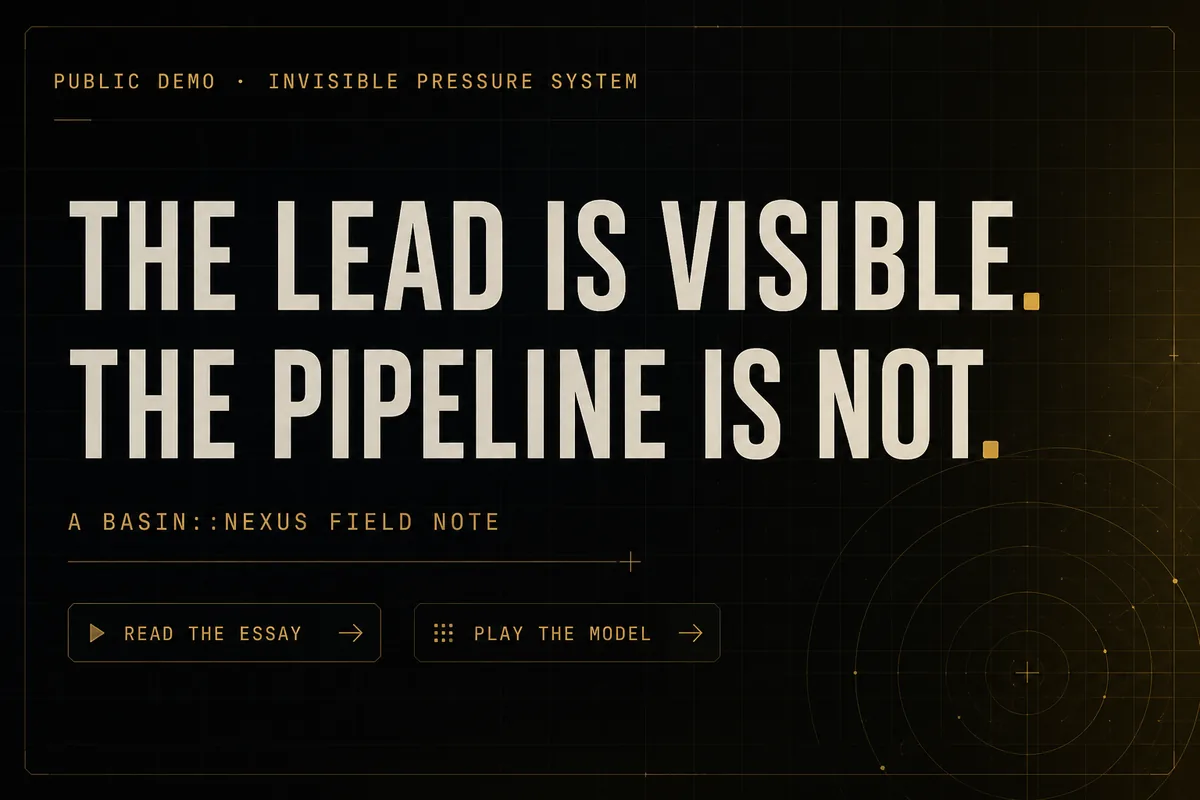 PUBLIC DEMO · INVISIBLE PRESSURE SYSTEM
THE LEAD IS VISIBLE.
THE PIPELINE IS NOT.
A BASIN::NEXUS FIELD NOTE
READ THE ESSAY →
PLAY THE MODEL →